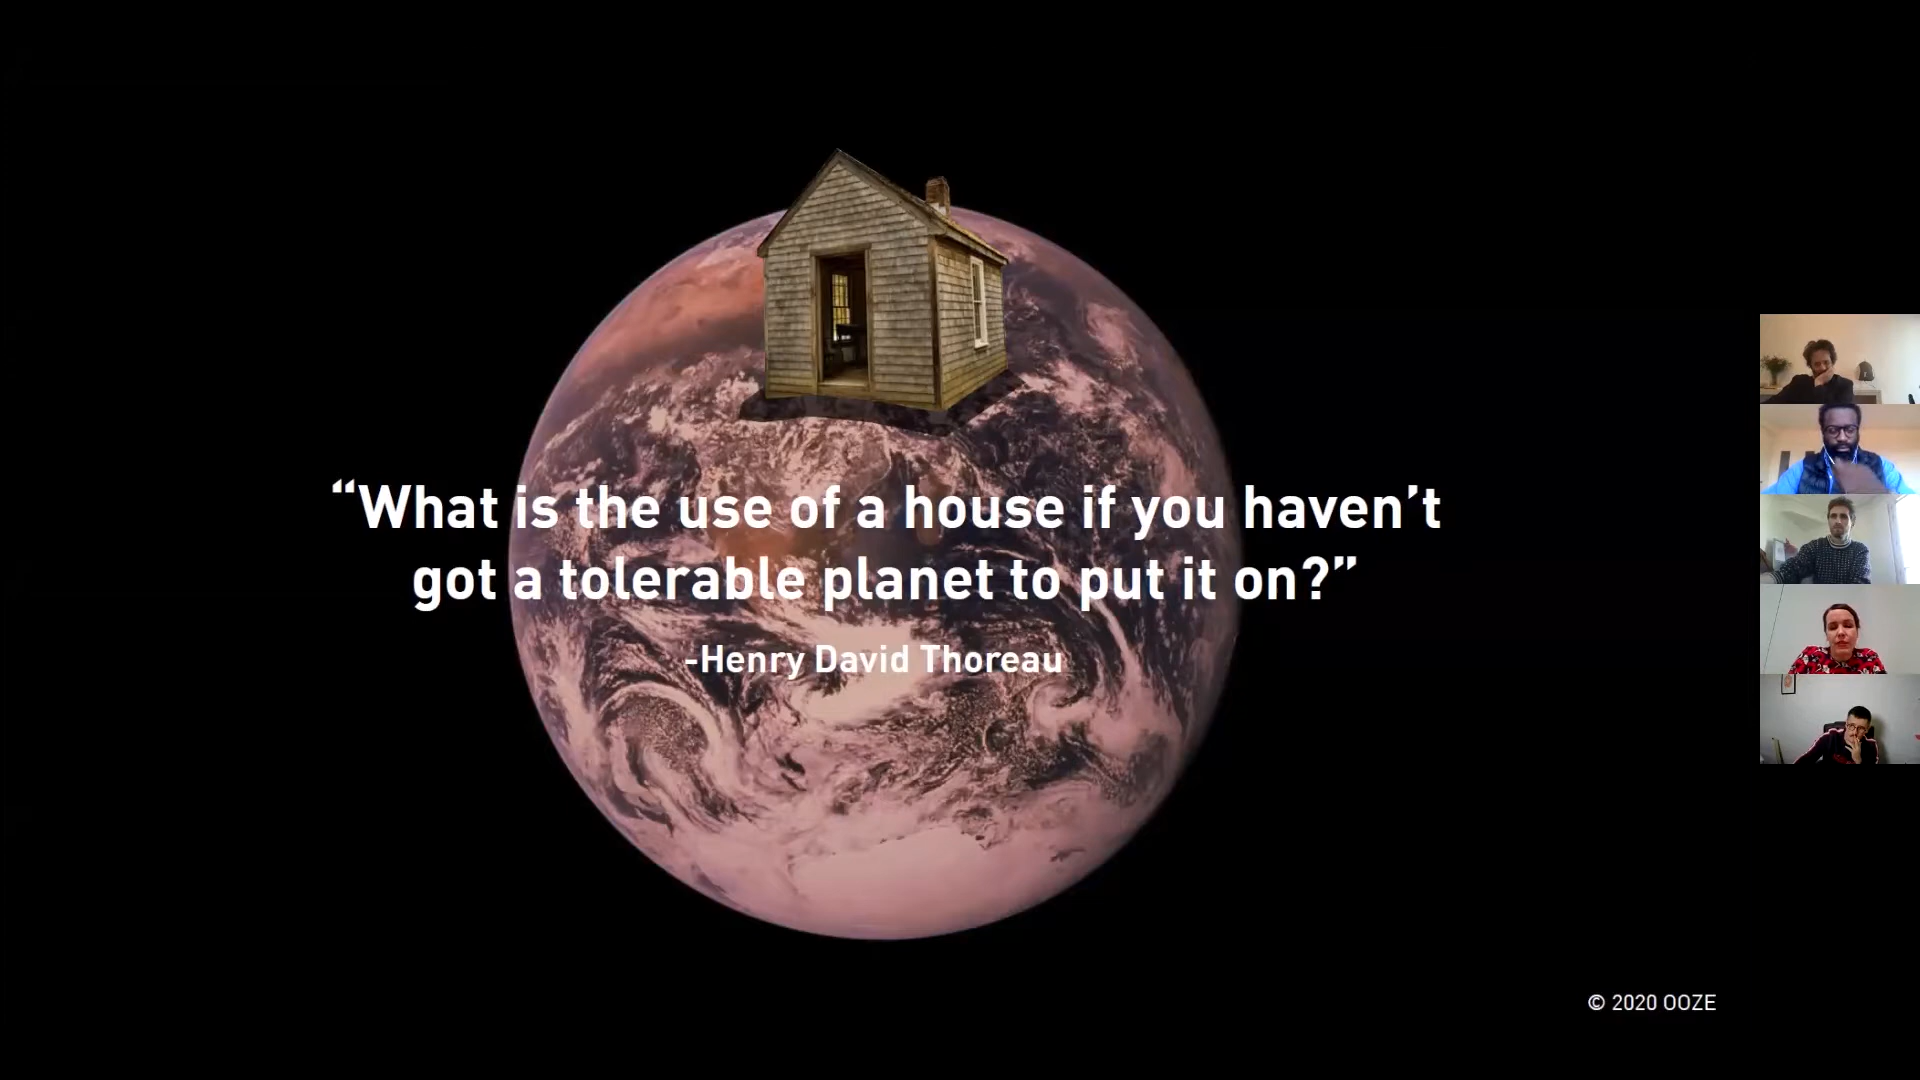 “What is the use of a house if you haven’t
got a tolerable planet to put it on?”
-Henry David Thoreau
© 2020 OOZE